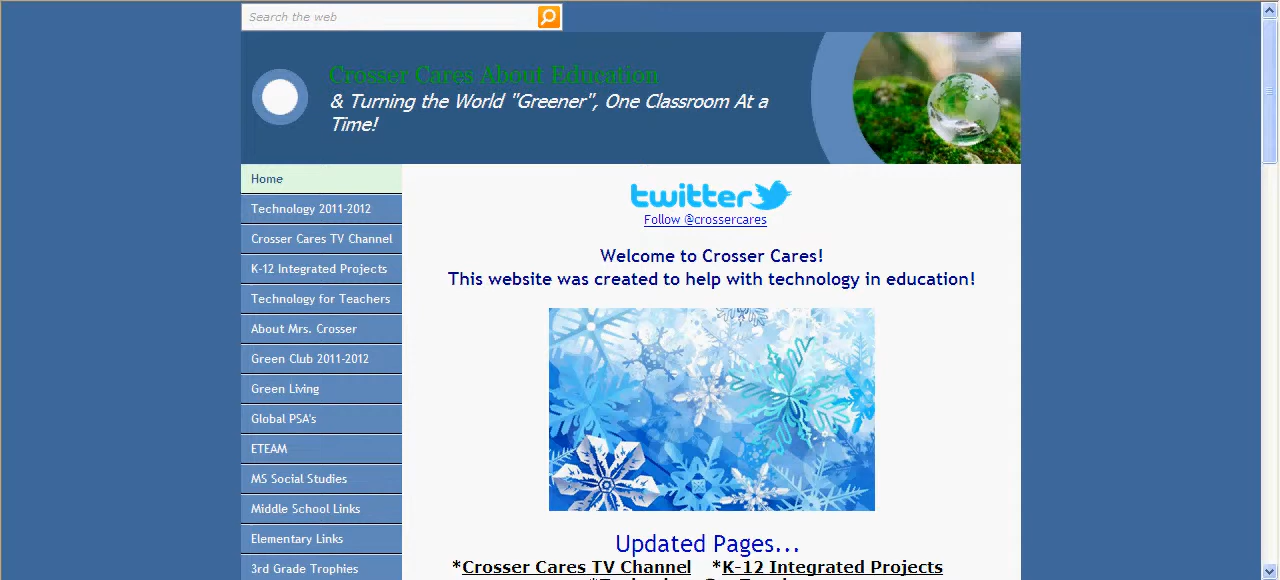 Search the web
Crosser Cares About Education
& Turning the World "Greener", One Classroom At a
Time!
Home
Technology 2011-2012
Crosser Cares TV Channel
K-12 Integrated Projects
Technology for Teachers
About Mrs. Crosser
Green Club 2011-2012
Green Living
Global PSA's
ETEAM
MS Social Studies
Middle School Links
Elementary Links
3rd Grade Trophies
twitter
Follow @crossercares
Welcome to Crosser Cares!
This website was created to help with technology in education!
Updated Pages...
*Crosser Cares TV Channel *K-12 Integrated Projects